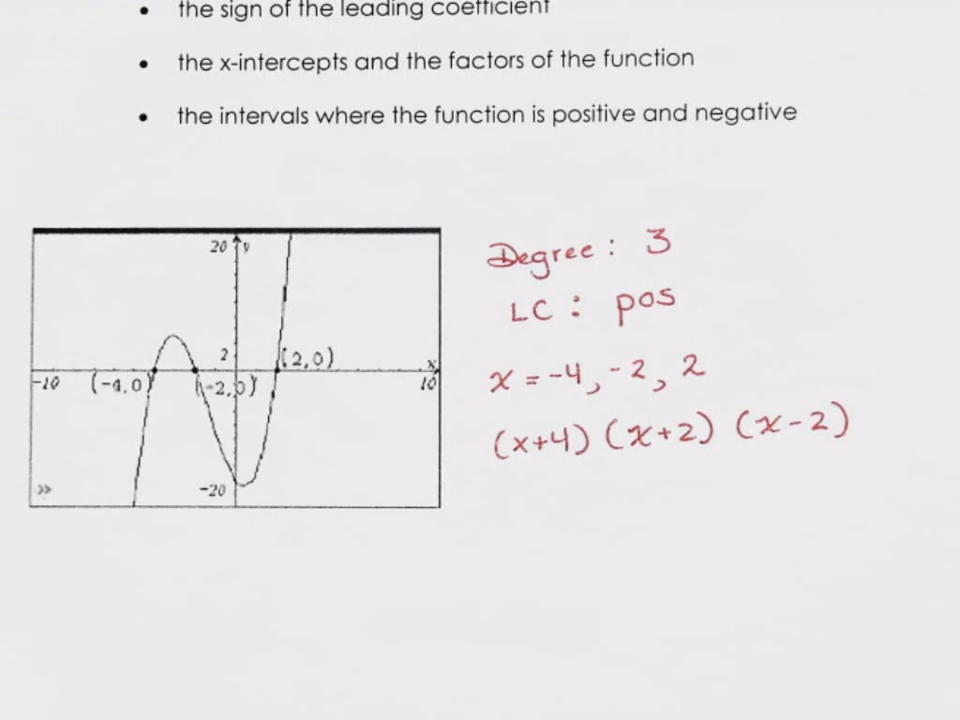 • the sign of the leading coefficient
• the x-intercepts and the factors of the function
• the intervals where the function is positive and negative
20 y
Degree: 3
LC: pos
2 (2,0) x
-10 (-4,0) (-2,0) 10
x = -4, -2, 2
(x+4) (x+2) (x-2)
» -20